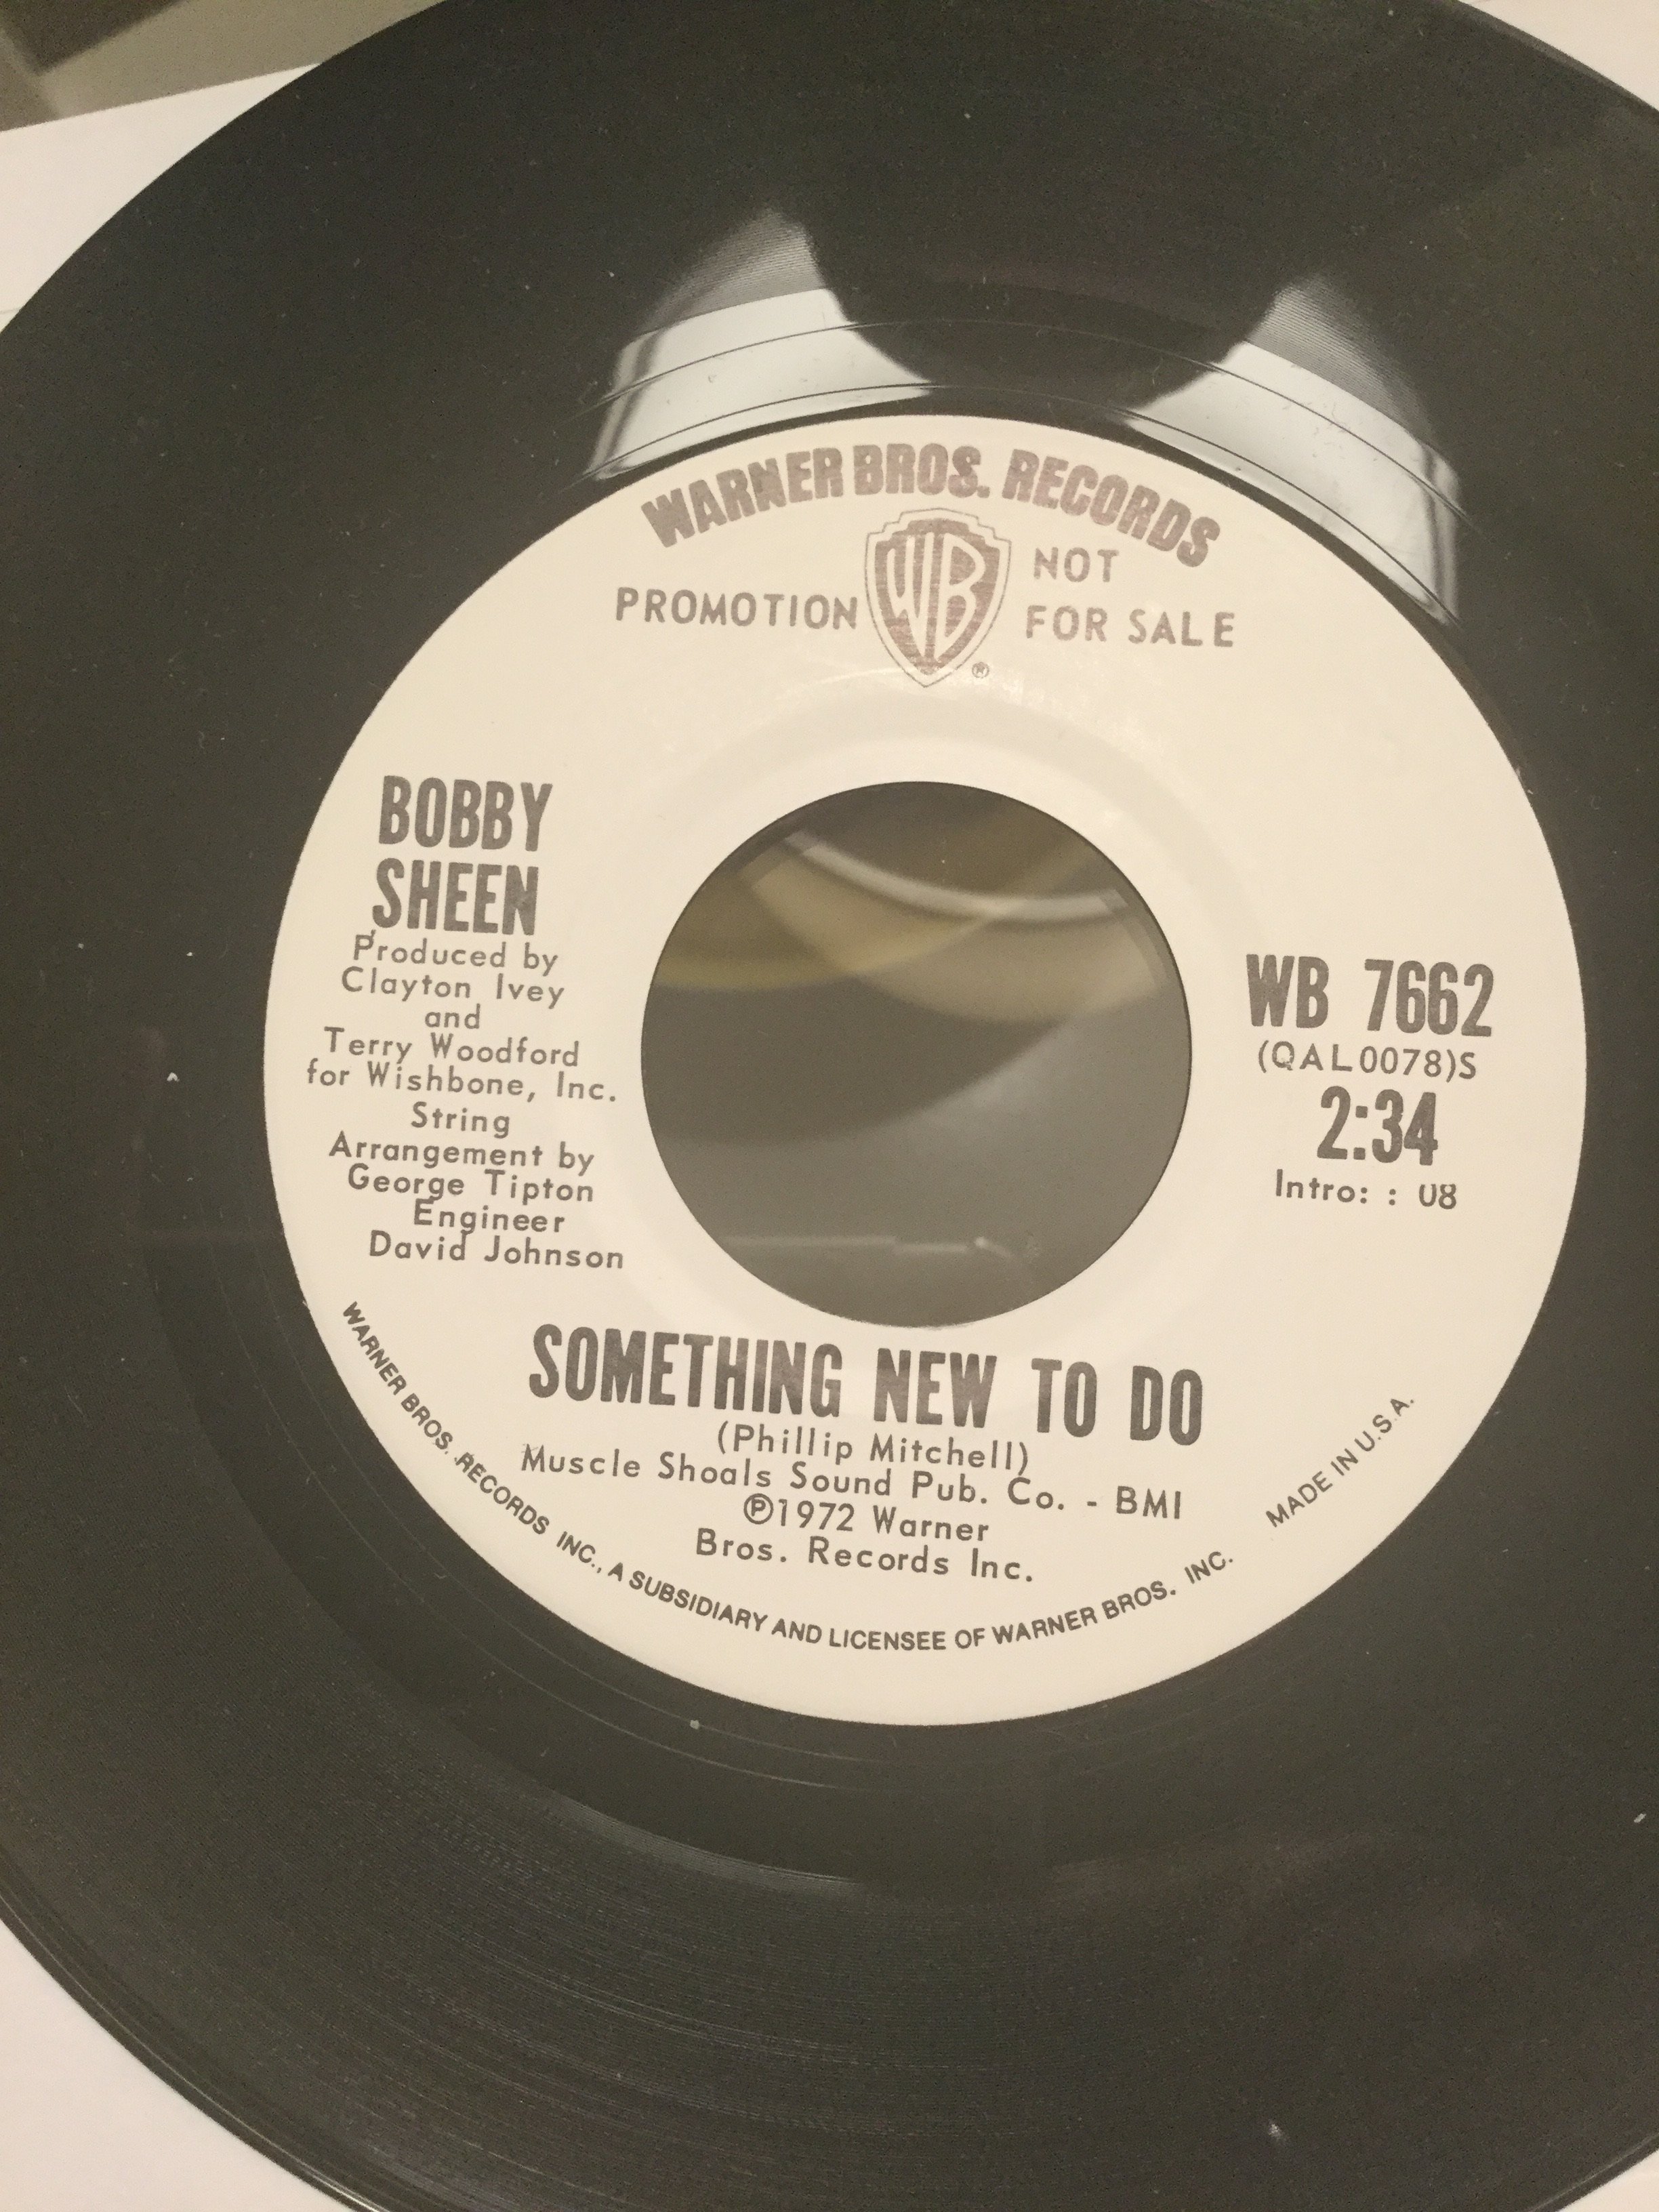 WARNER BROS. RECORDS
PROMOTION
WB
®
NOT
FOR SALE
BOBBY
SHEEN
Produced by
Clayton Ivey
and
Terry Woodford
for Wishbone, Inc.
String
Arrangement by
George Tipton
Engineer
David Johnson
WB 7662
(QAL0078)S
2:34
Intro: : 08
SOMETHING NEW TO DO
(Phillip Mitchell)
Muscle Shoals Sound Pub. Co. - BMI
℗1972 Warner
Bros. Records Inc.
WARNER BROS. RECORDS INC., A SUBSIDIARY AND LICENSEE OF WARNER BROS. INC.
MADE IN U.S.A.